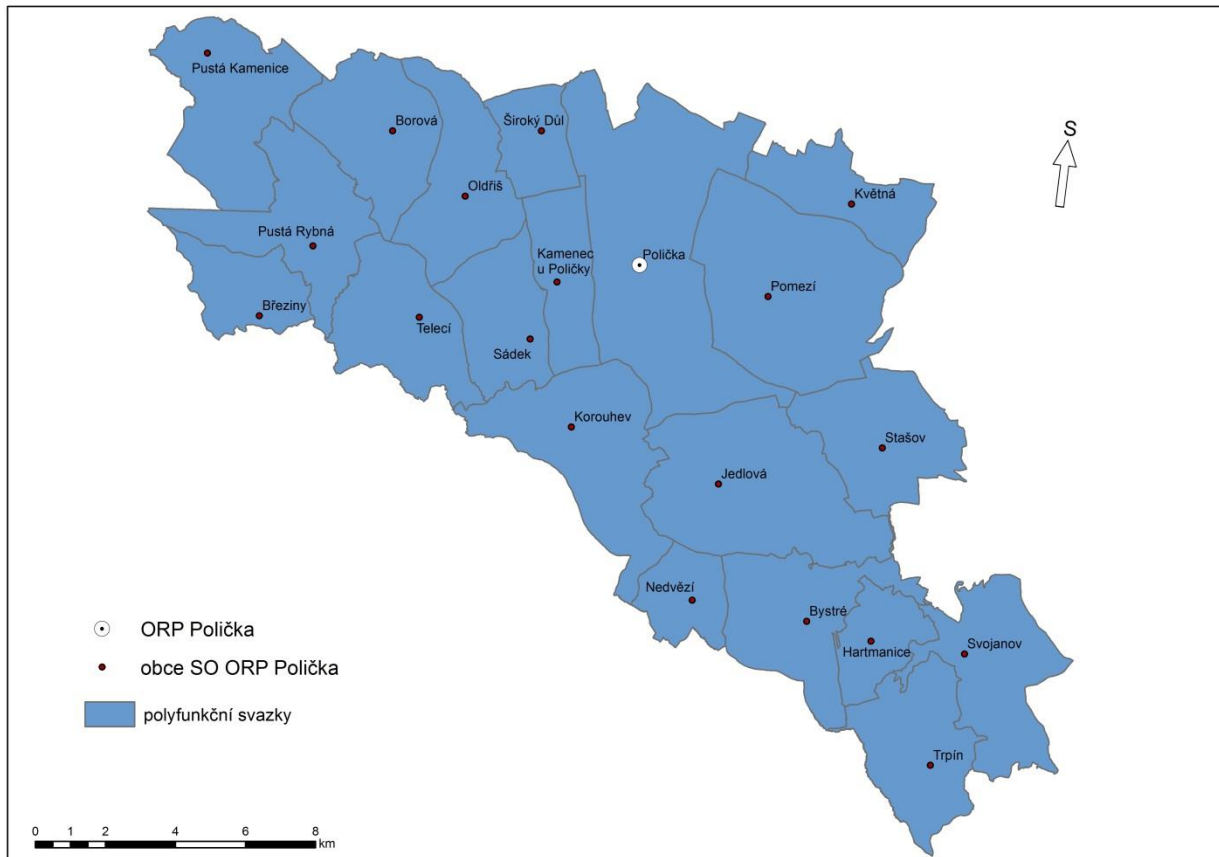 Pustá Kamenice
Borová
Široký Důl
S
Oldřiš
Květná
Pustá Rybná
Kamenec
u Poličky
Polička
Pomezí
Březiny
Telecí
Sádek
Korouhev
Stašov
Jedlová
Nedvězí
Bystré
Hartmanice
Svojanov
Trpín
ORP Polička
obce SO ORP Polička
polyfunkční svazky
0 1 2 4 6 8
km